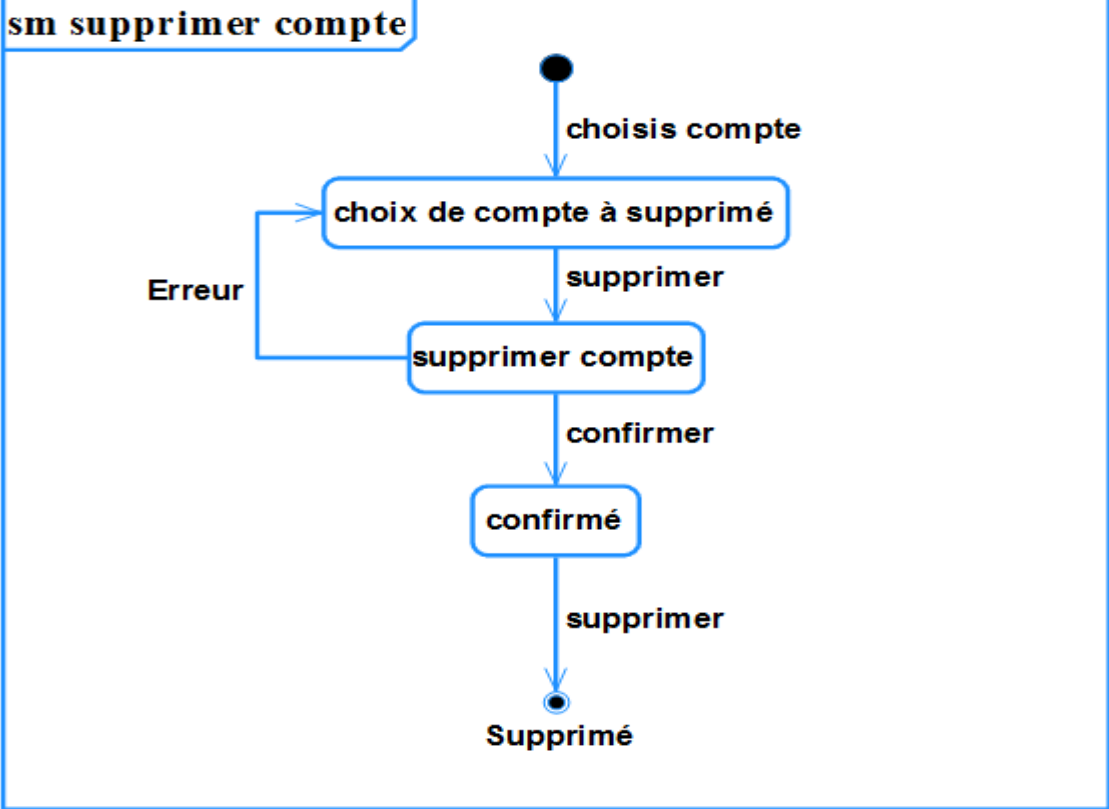 sm supprimer compte
choisis compte
choix de compte à supprimé
supprimer
Erreur
supprimer compte
confirmer
confirmé
supprimer
Supprimé